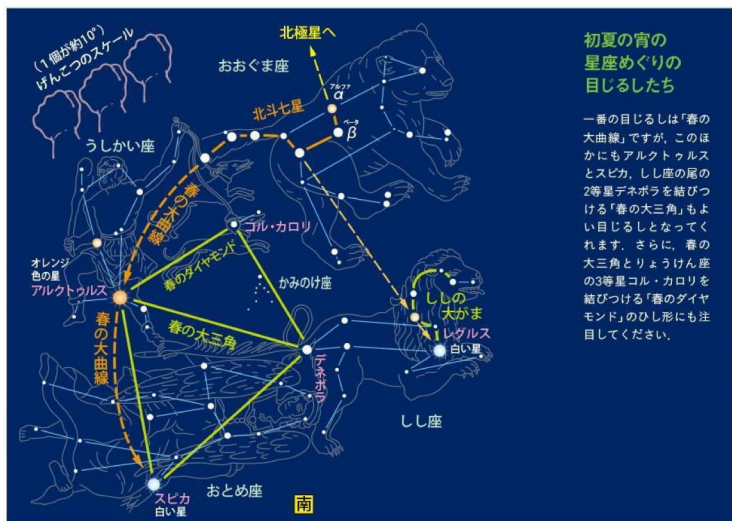 (1個が約10°)
げんこつのスケール
北極星へ
おおぐま座
アルファ
α
北斗七星
ベータ
β
うしかい座
春の大曲線
コル・カロリ
オレンジ
色の星
アルクトゥルス
春のダイヤモンド
かみのけ座
春の大三角
春の大曲線
デネボラ
ししの
大がま
レグルス
白い星
しし座
おとめ座
スピカ
白い星
南
初夏の宵の
星座めぐりの
目じるしたち
一番の目じるしは「春の
大曲線」ですが,このほ
かにもアルクトゥルス
とスピカ,しし座の尾の
2等星デネボラを結びつ
ける「春の大三角」もよ
い目じるしとなってく
れます.さらに,春の
大三角とりょうけん座
の3等星コル・カロリを
結びつける「春のダイヤ
モンド」のひし形にも注
目してください.